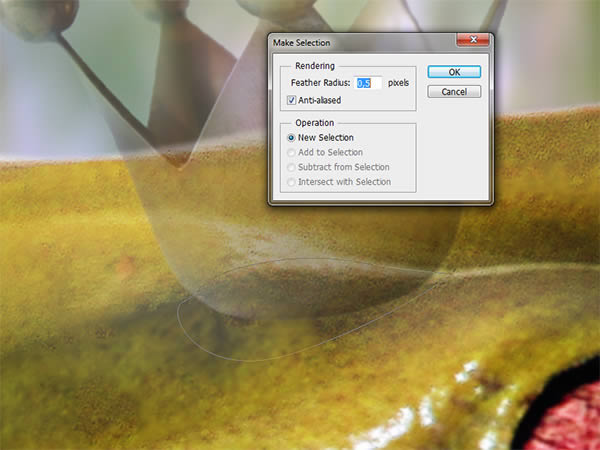 Make Selection
Rendering
Feather Radius: 0,5 pixels
Anti-aliased
OK
Cancel
Operation
New Selection
Add to Selection
Subtract from Selection
Intersect with Selection